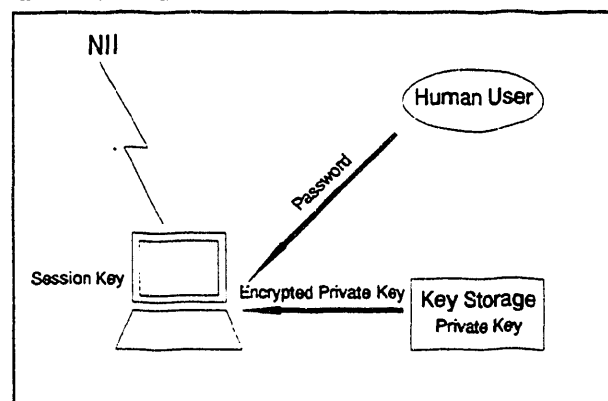 NII
Human User
Password
Session Key
Encrypted Private Key
Key Storage
Private Key